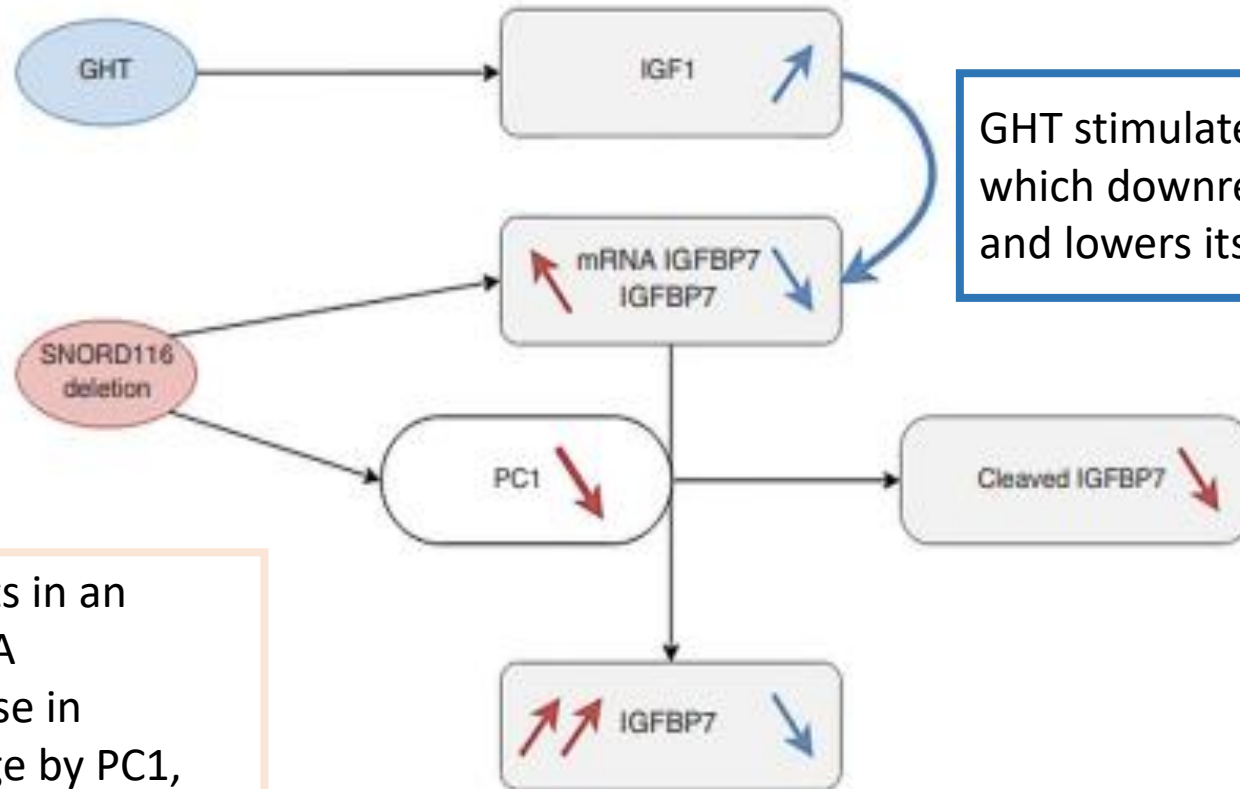 GHT
IGF1
GHT stimulate
which downre
and lowers its
mRNA IGFBP7
IGFBP7
SNORD116
deletion
PC1
Cleaved IGFBP7
ts in an
A
se in
ge by PC1,
IGFBP7